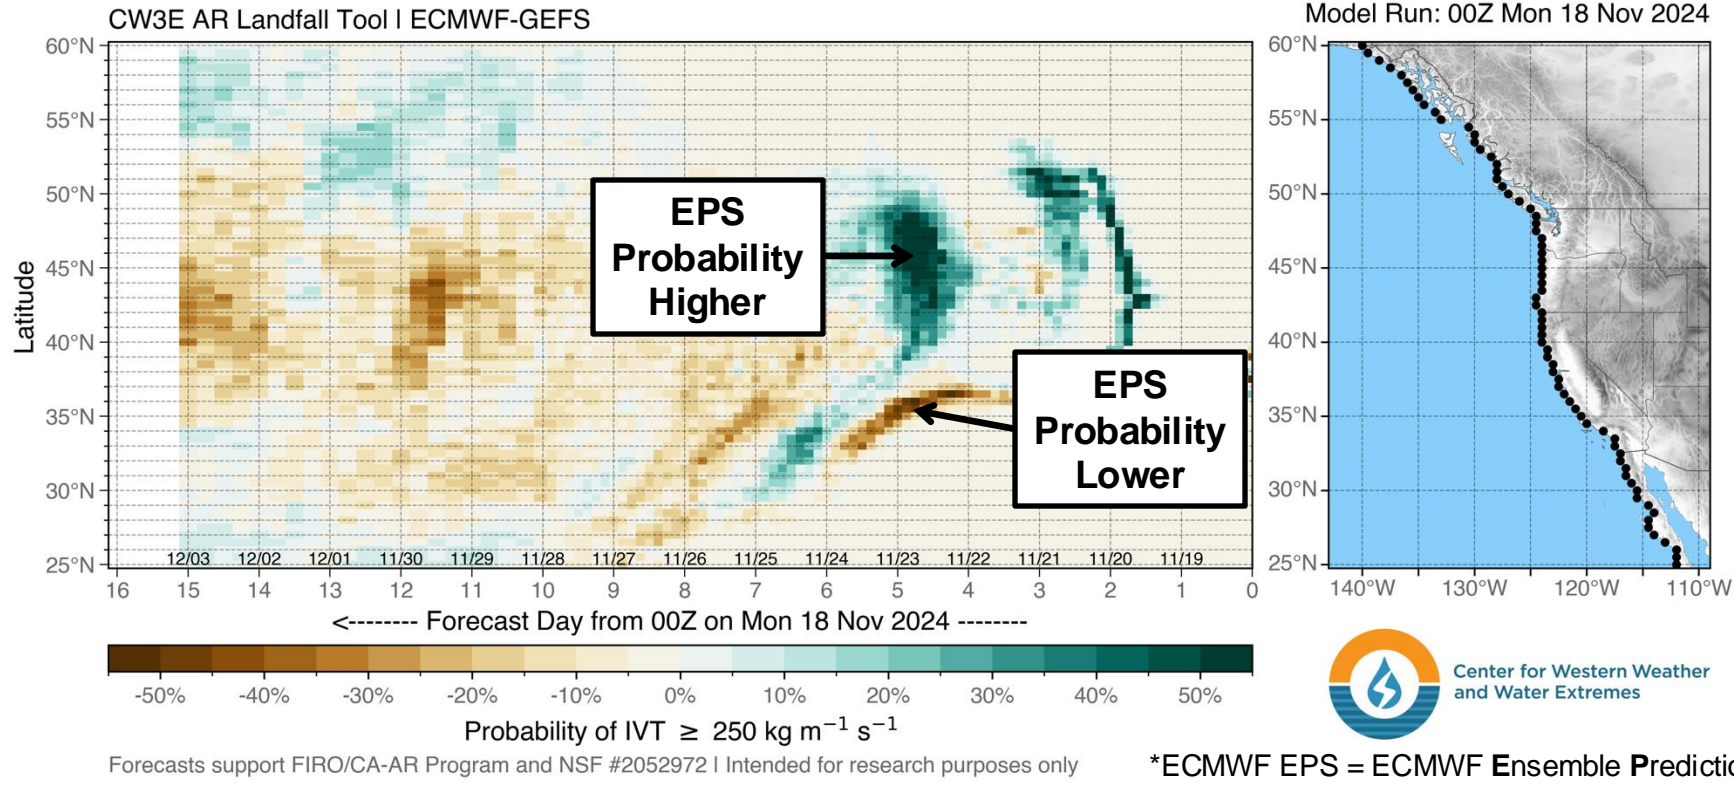 CW3E AR Landfall Tool | ECMWF-GEFS
Model Run: 00Z Mon 18 Nov 2024
60°N
55°N
50°N
45°N
40°N
35°N
30°N
25°N
Latitude
EPS
Probability
Higher
EPS
Probability
Lower
12/03 12/02 12/01 11/30 11/29 11/28 11/27 11/26 11/25 11/24 11/23 11/22 11/21 11/20 11/19
16 15 14 13 12 11 10 9 8 7 6 5 4 3 2 1 0
<-------- Forecast Day from 00Z on Mon 18 Nov 2024 --------
60°N
55°N
50°N
45°N
40°N
35°N
30°N
25°N
140°W 130°W 120°W 110°W
-50% -40% -30% -20% -10% 0% 10% 20% 30% 40% 50%
Probability of IVT ≥ 250 kg m⁻¹ s⁻¹
Center for Western Weather
and Water Extremes
Forecasts support FIRO/CA-AR Program and NSF #2052972 | Intended for research purposes only
*ECMWF EPS = ECMWF Ensemble Predictio